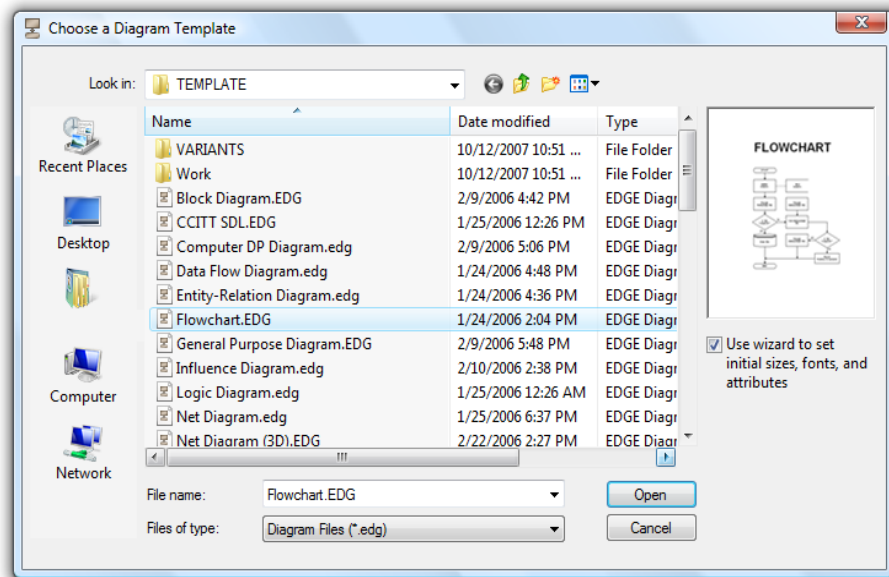 Choose a Diagram Template
Look in: TEMPLATE
Recent Places
Desktop
Computer
Network
Name Date modified Type
VARIANTS 10/12/2007 10:51 ... File Folder
Work 10/12/2007 10:51 ... File Folder
Block Diagram.EDG 2/9/2006 4:42 PM EDGE Diagr
CCITT SDL.EDG 1/25/2006 12:26 PM EDGE Diagr
Computer DP Diagram.edg 2/9/2006 5:06 PM EDGE Diagr
Data Flow Diagram.edg 1/24/2006 4:48 PM EDGE Diagr
Entity-Relation Diagram.edg 1/24/2006 4:36 PM EDGE Diagr
Flowchart.EDG 1/24/2006 2:04 PM EDGE Diagr
General Purpose Diagram.EDG 2/9/2006 5:48 PM EDGE Diagr
Influence Diagram.edg 2/10/2006 2:38 PM EDGE Diagr
Logic Diagram.edg 1/25/2006 12:26 AM EDGE Diagr
Net Diagram.edg 1/25/2006 6:37 PM EDGE Diagr
Net Diagram (3D).EDG 2/22/2006 2:27 PM EDGE Diagr
FLOWCHART
Use wizard to set
initial sizes, fonts, and
attributes
File name: Flowchart.EDG Open
Files of type: Diagram Files (*.edg) Cancel